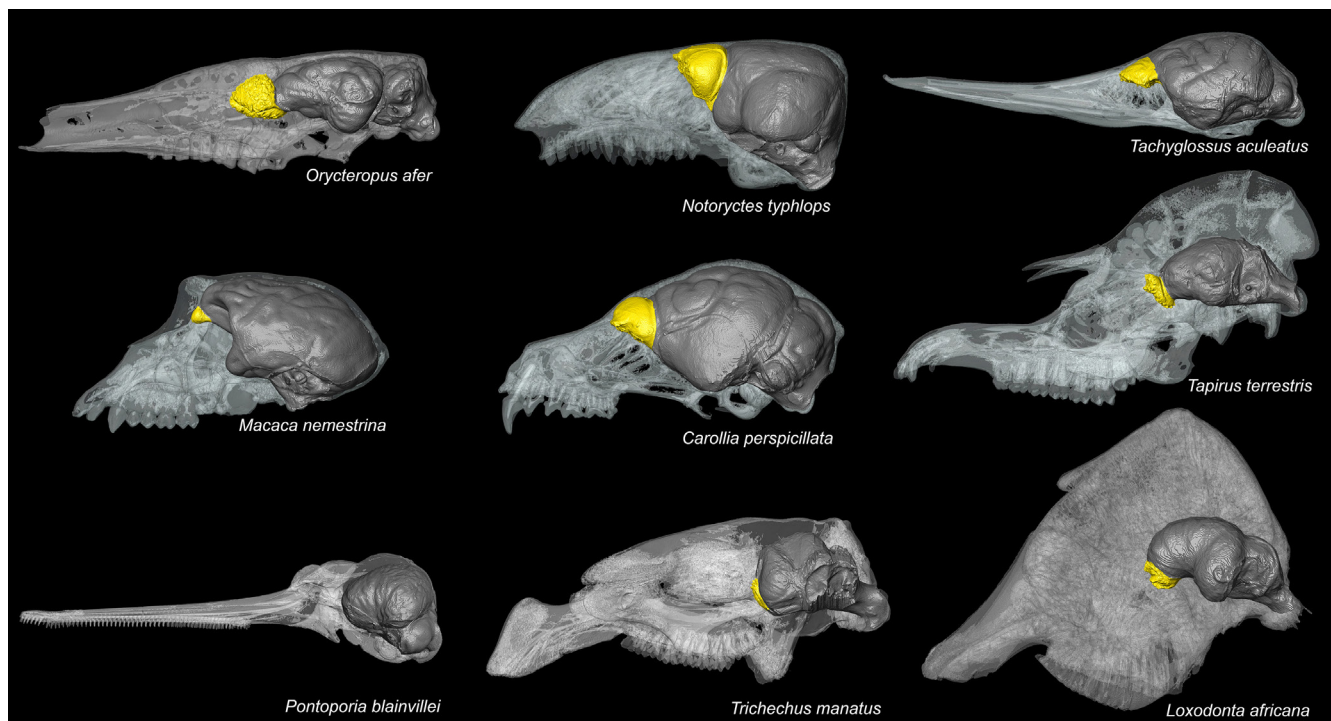 Orycteropus afer
Notoryctes typhlops
Tachyglossus aculeatus
Macaca nemestrina
Carollia perspicillata
Tapirus terrestris
Pontoporia blainvillei
Trichechus manatus
Loxodonta africana